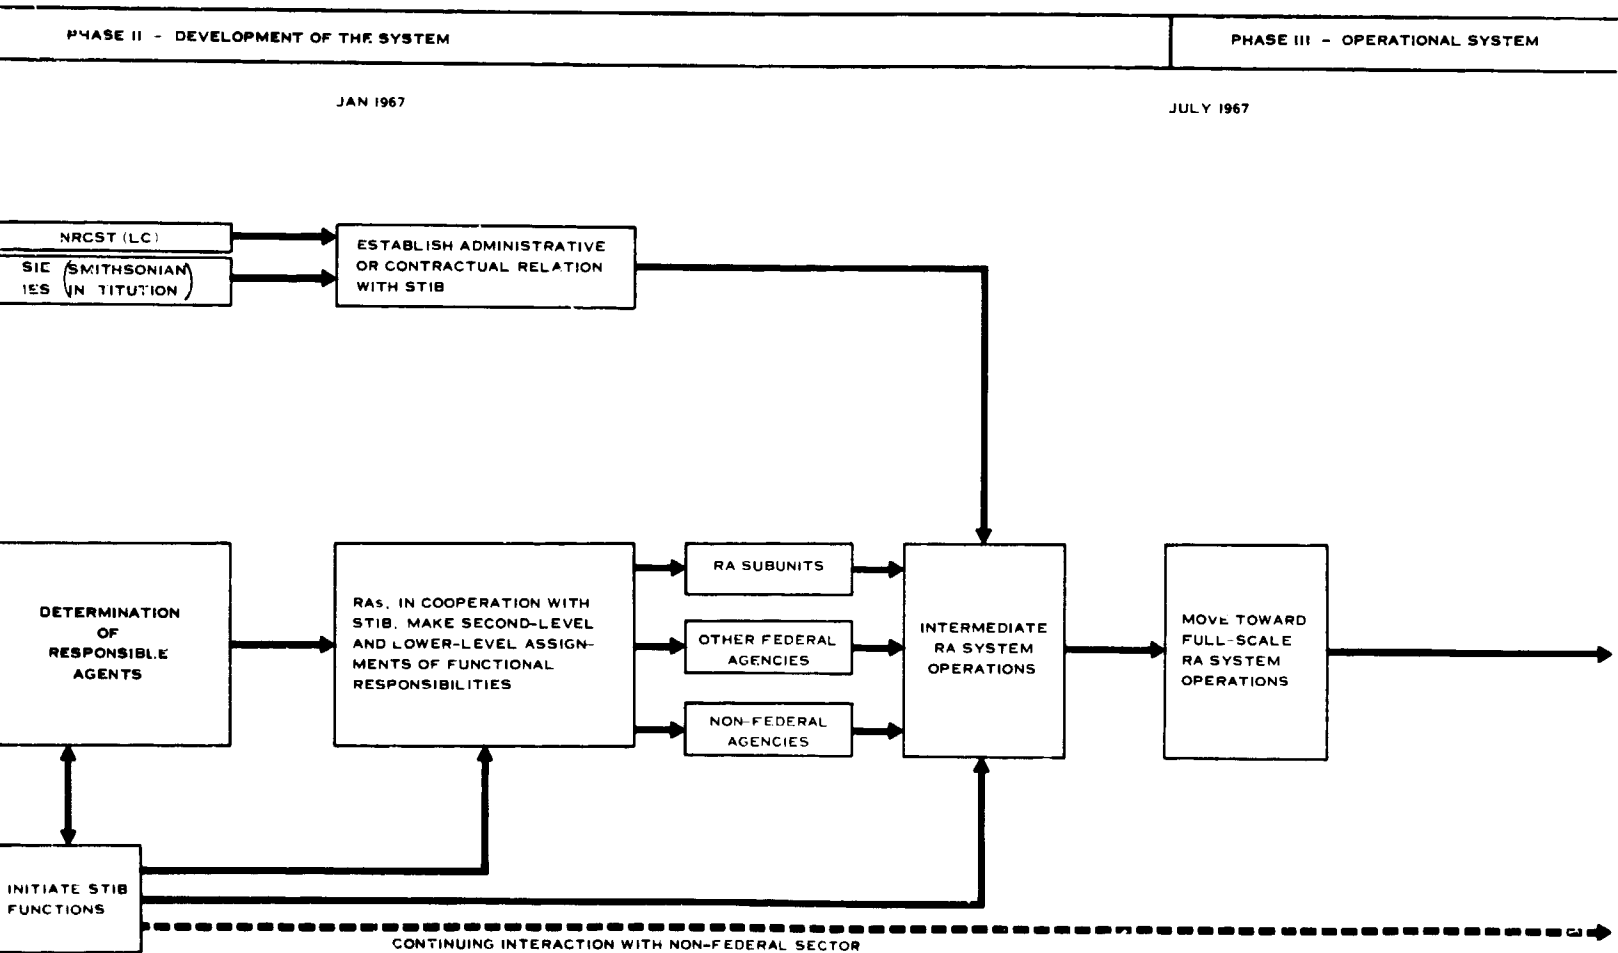 PHASE II - DEVELOPMENT OF THE SYSTEM
PHASE III - OPERATIONAL SYSTEM
JAN 1967
JULY 1967
NRCST (LC)
SIE (SMITHSONIAN
IES IN TITUTION)
ESTABLISH ADMINISTRATIVE
OR CONTRACTUAL RELATION
WITH STIB
DETERMINATION
OF
RESPONSIBLE
AGENTS
RAs, IN COOPERATION WITH
STIB, MAKE SECOND-LEVEL
AND LOWER-LEVEL ASSIGN-
MENTS OF FUNCTIONAL
RESPONSIBILITIES
RA SUBUNITS
OTHER FEDERAL
AGENCIES
NON-FEDERAL
AGENCIES
INTERMEDIATE
RA SYSTEM
OPERATIONS
MOVE TOWARD
FULL-SCALE
RA SYSTEM
OPERATIONS
INITIATE STIB
FUNCTIONS
CONTINUING INTERACTION WITH NON-FEDERAL SECTOR